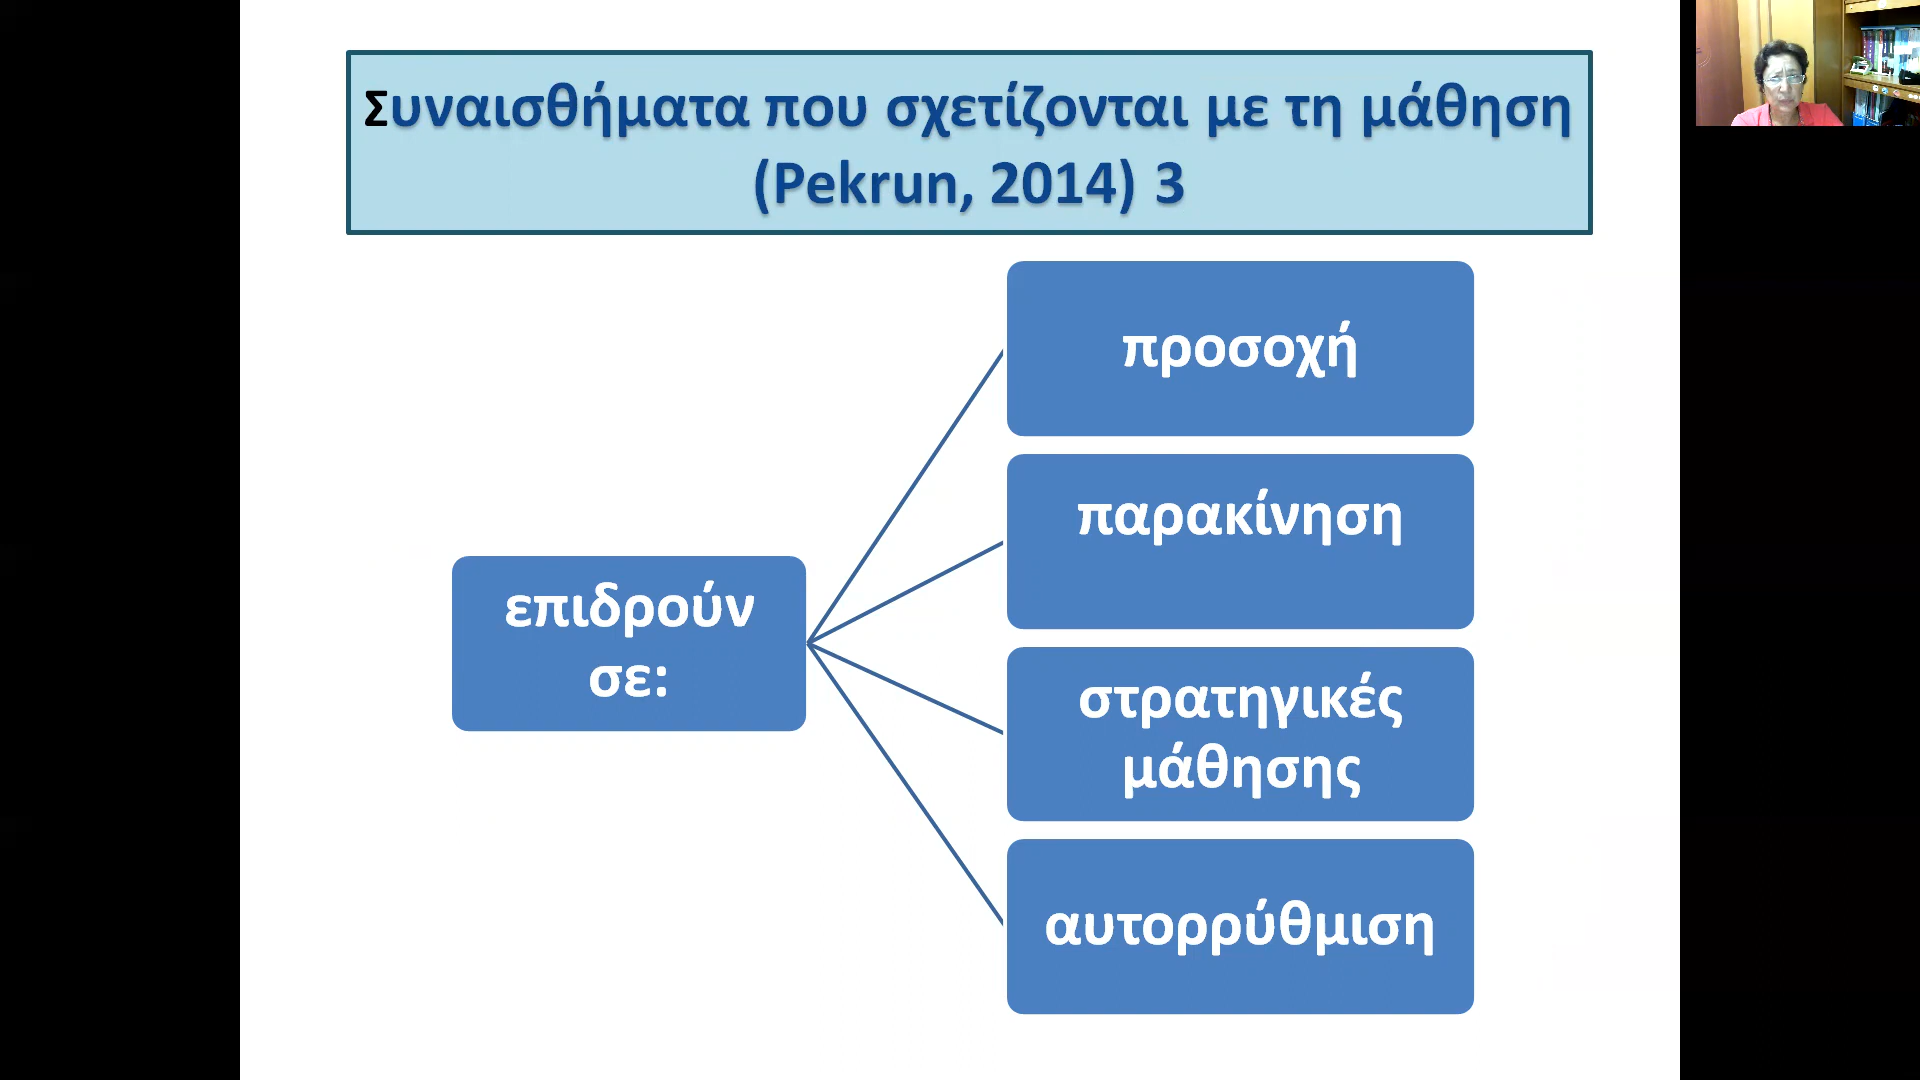 Συναισθήματα που σχετίζονται με τη μάθηση
(Pekrun, 2014) 3
προσοχή
παρακίνηση
επιδρούν
σε:
στρατηγικές
μάθησης
αυτορρύθμιση